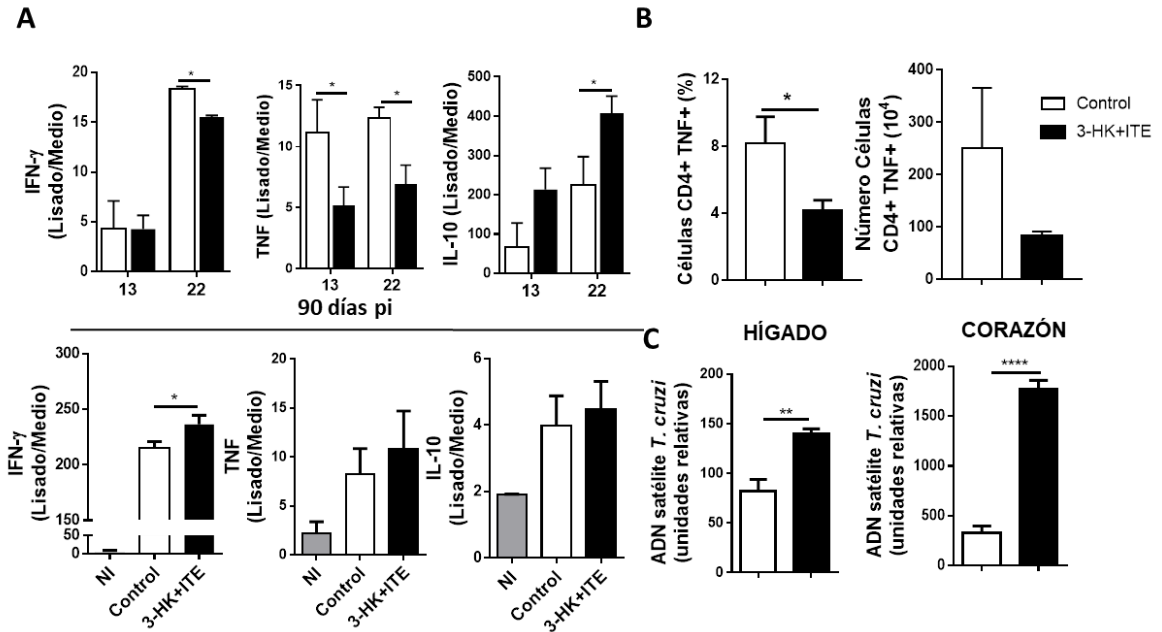 A
IFN-γ
(Lisado/Medio)
20
15
10
5
0
*
13
22
TNF (Lisado/Medio)
15
10
5
0
*
*
13
22
IL-10 (Lisado/Medio)
500
400
300
200
100
0
*
13
22
90 días pi
IFN-γ
(Lisado/Medio)
300
250
200
150
50
0
*
NI
Control
3-HK+ITE
TNF
(Lisado/Medio)
20
15
10
5
0
NI
Control
3-HK+ITE
IL-10
(Lisado/Medio)
6
4
2
0
NI
Control
3-HK+ITE
B
Células CD4+ TNF+ (%)
12
8
4
0
*
Número Células
CD4+ TNF+ (10⁴)
400
300
200
100
0
Control
3-HK+ITE
C
HÍGADO
ADN satélite T. cruzi
(unidades relativas)
200
150
100
50
0
**
CORAZÓN
ADN satélite T. cruzi
(unidades relativas)
2000
1500
1000
500
0
****